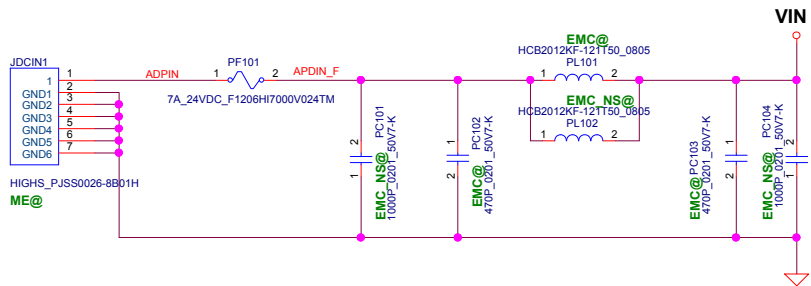 VIN
EMC@
HCB2012KF-121T50_0805
PL101
1 2
JDCIN1
1 1
GND1 2
GND2 3
GND3 4
GND4 5
GND5 6
GND6 7
ADPIN
PF101
1 2
APDIN_F
7A_24VDC_F1206HI7000V024TM
EMC_NS@
HCB2012KF-121T50_0805
PL102
1 2
2 1
PC101
1000P_0201_50V7-K
EMC_NS@
1 2
PC102
470P_0201_50V7-K
EMC@
1 2
PC103
470P_0201_50V7-K
EMC@
2 1
PC104
1000P_0201_50V7-K
EMC_NS@
HIGHS_PJSS0026-8B01H
ME@